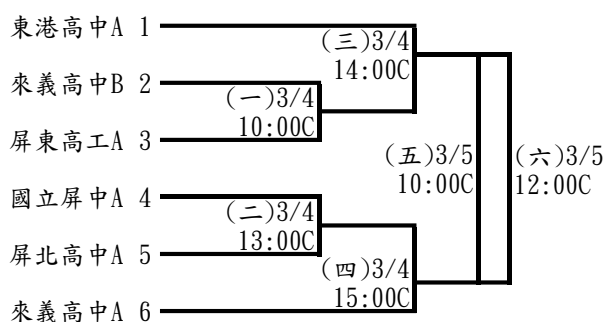 東港高中A 1
(三)3/4
14:00C
來義高中B 2
(一)3/4
10:00C
屏東高工A 3
(五)3/5
10:00C
(六)3/5
12:00C
國立屏中A 4
(二)3/4
13:00C
屏北高中A 5
(四)3/4
15:00C
來義高中A 6